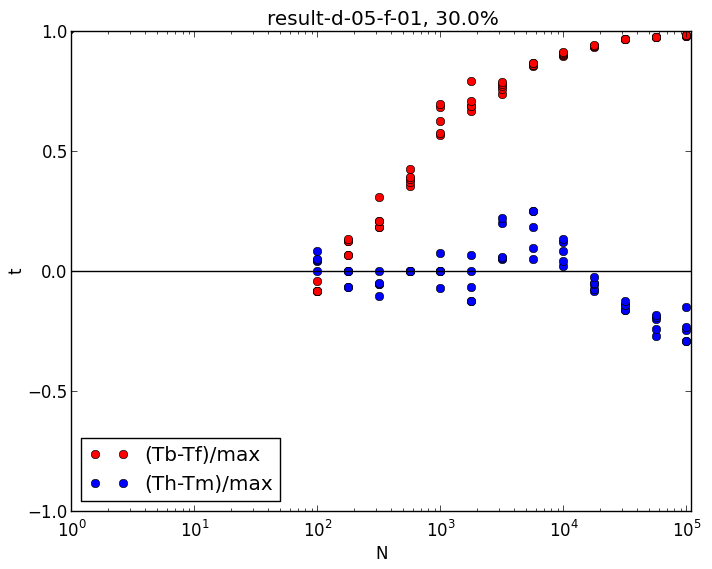 result-d-05-f-01, 30.0%
1.0
0.5
t
0.0
−0.5
−1.0
(Tb-Tf)/max
(Th-Tm)/max
10^0 10^1 10^2 10^3 10^4 10^5
N